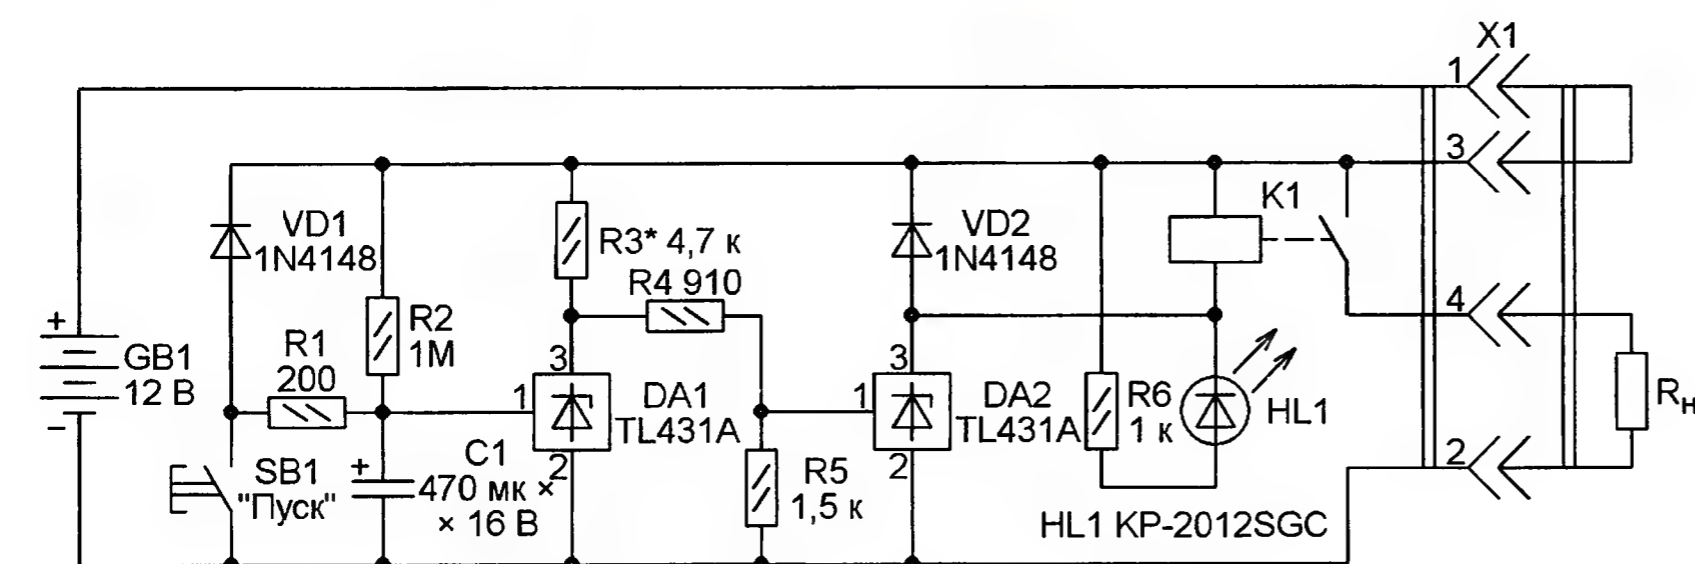 X1
1
3
K1
VD1
1N4148
R3* 4,7 к
R4 910
VD2
1N4148
4
+
GB1
12 В
−
R1
200
R2
1М
3
1
DA1
TL431A
2
3
1
DA2
TL431A
2
R6
1 к
HL1
Rн
SB1
"Пуск"
+
C1
470 мк ×
× 16 В
R5
1,5 к
2
HL1 KP-2012SGC